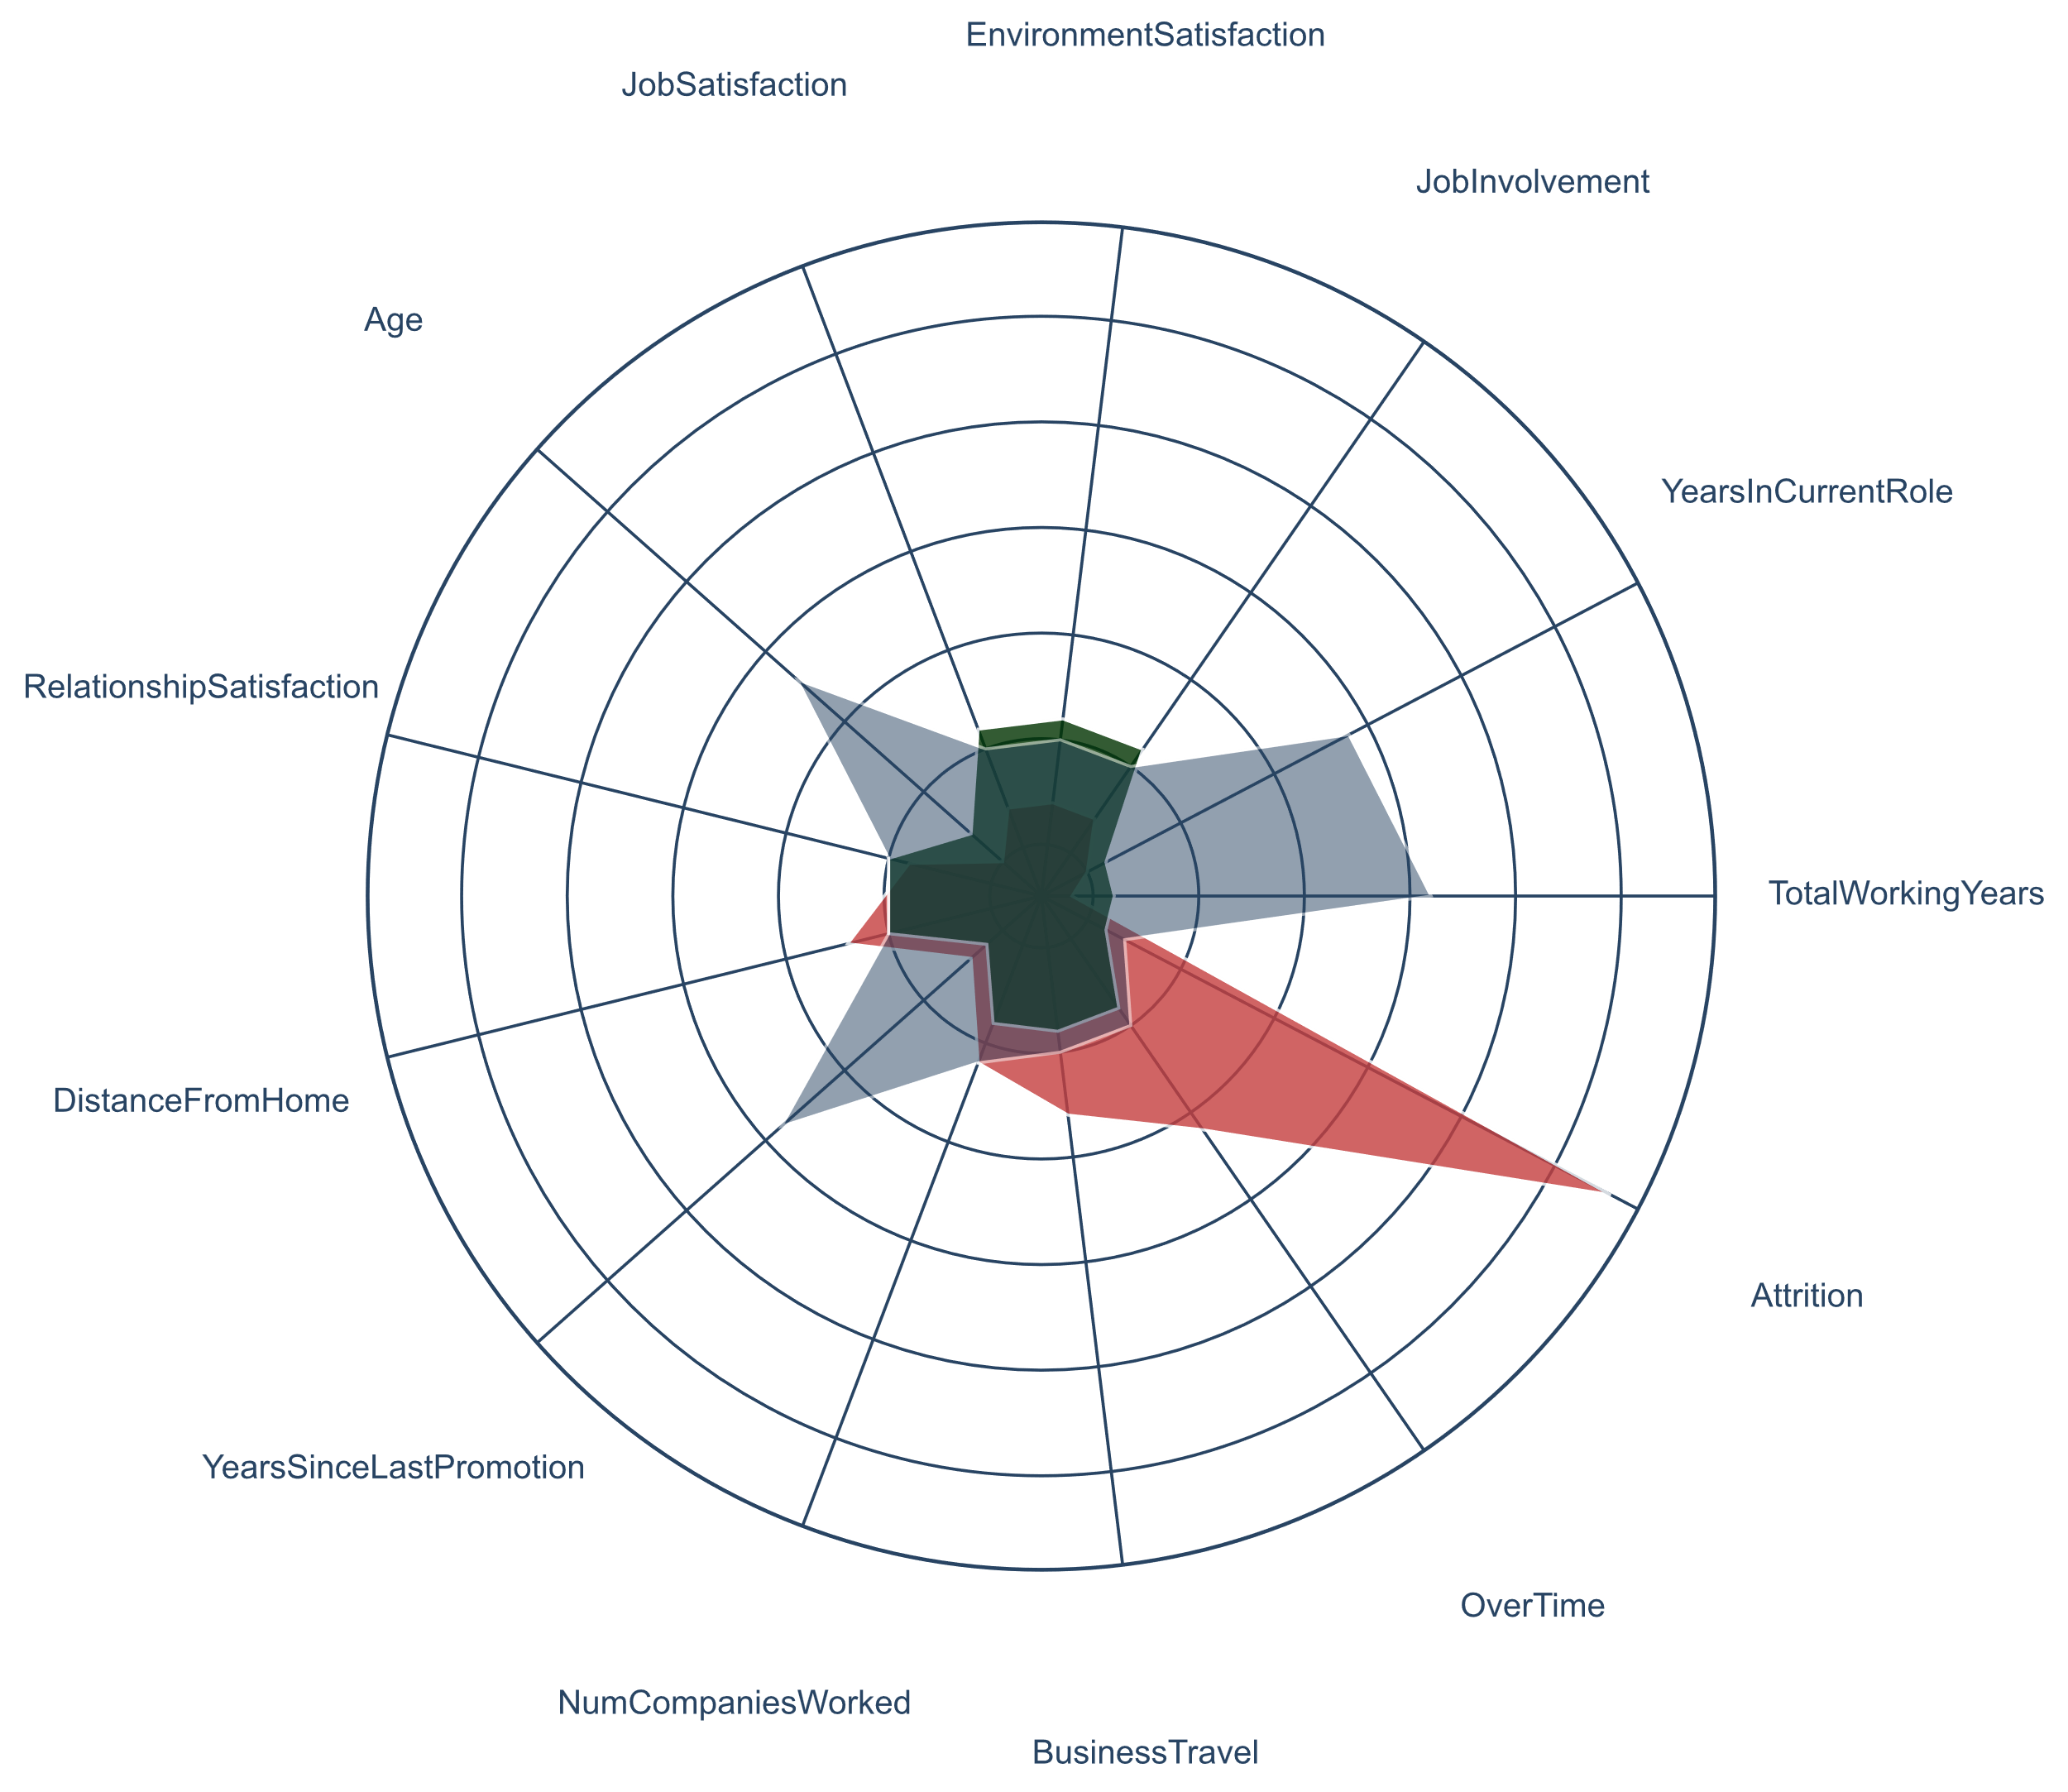 EnvironmentSatisfaction
JobSatisfaction
JobInvolvement
Age
YearsInCurrentRole
RelationshipSatisfaction
TotalWorkingYears
DistanceFromHome
Attrition
YearsSinceLastPromotion
OverTime
NumCompaniesWorked
BusinessTravel